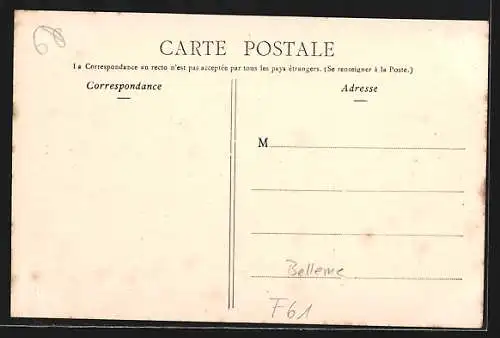 CARTE POSTALE
La Correspondance au recto n'est pas acceptée par tous les pays étrangers. (Se renseigner à la Poste.)
Correspondance
Adresse
M
Belleme
F61